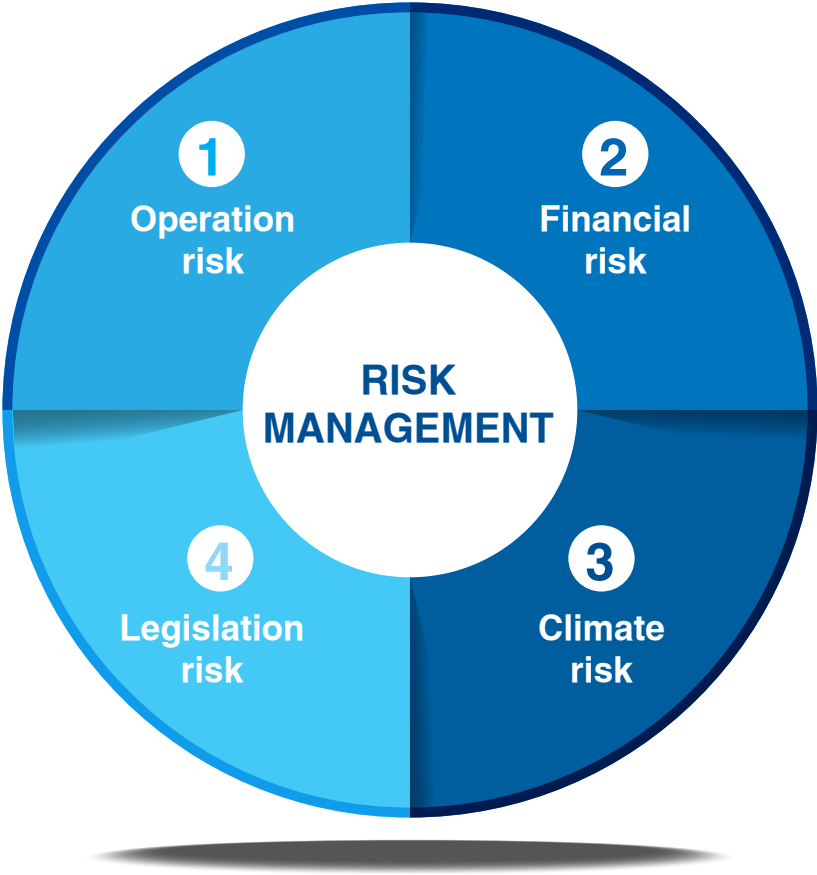 1
Operation
risk
2
Financial
risk
RISK
MANAGEMENT
4
Legislation
risk
3
Climate
risk